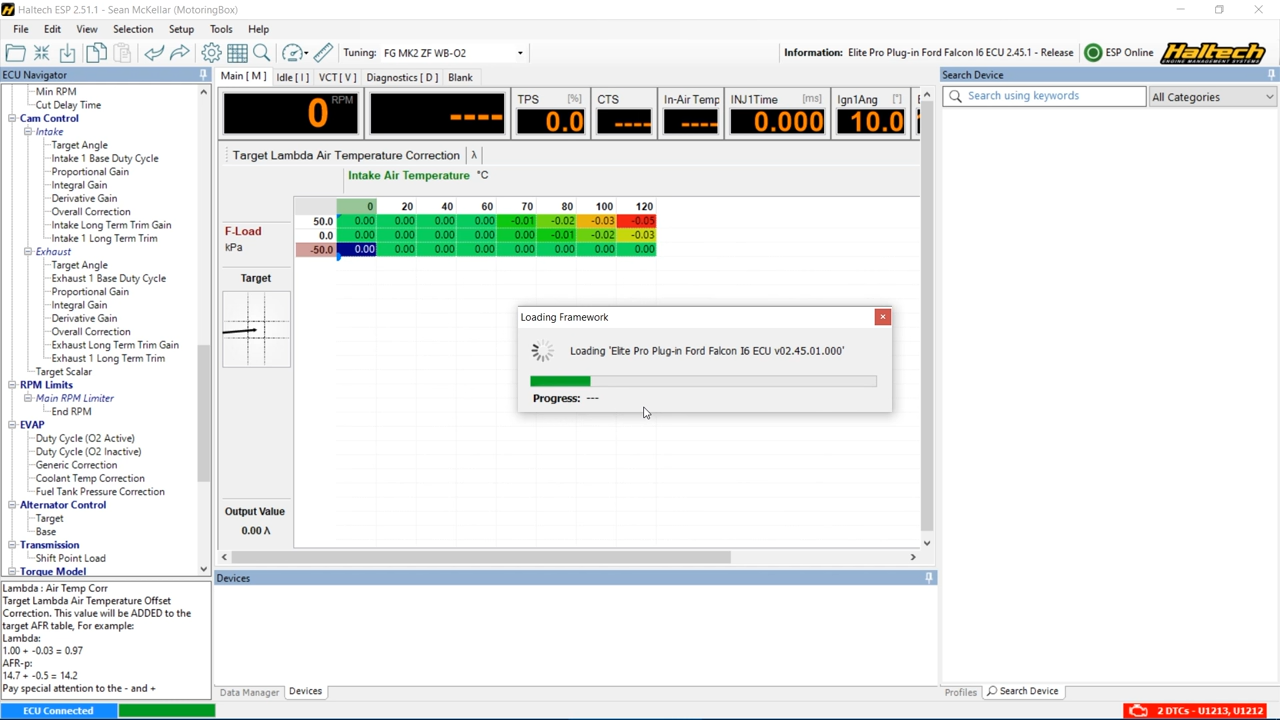 Haltech ESP 2.51.1 - Sean McKellar (MotoringBox)
File Edit View Selection Setup Tools Help
Tuning: FG MK2 ZF WB-O2
Information: Elite Pro Plug-in Ford Falcon I6 ECU 2.45.1 - Release
ESP Online
Haltech
ENGINE MANAGEMENT SYSTEMS
ECU Navigator
Min RPM
Cut Delay Time
Cam Control
Intake
Target Angle
Intake 1 Base Duty Cycle
Proportional Gain
Integral Gain
Derivative Gain
Overall Correction
Intake Long Term Trim Gain
Intake 1 Long Term Trim
Exhaust
Target Angle
Exhaust 1 Base Duty Cycle
Proportional Gain
Integral Gain
Derivative Gain
Overall Correction
Exhaust Long Term Trim Gain
Exhaust 1 Long Term Trim
Target Scalar
RPM Limits
Main RPM Limiter
End RPM
EVAP
Duty Cycle (O2 Active)
Duty Cycle (O2 Inactive)
Generic Correction
Coolant Temp Correction
Fuel Tank Pressure Correction
Alternator Control
Target
Base
Transmission
Shift Point Load
Torque Model
Lambda : Air Temp Corr
Target Lambda Air Temperature Offset
Correction. This value will be ADDED to the
target AFR table, For example:
Lambda:
1.00 + -0.03 = 0.97
AFR-p:
14.7 + -0.5 = 14.2
Pay special attention to the - and +
Main [ M ] Idle [ I ] VCT [ V ] Diagnostics [ D ] Blank
0 RPM
----
TPS [%]
0.0
CTS
----
In-Air Temp
----
INJ1Time [ms]
0.000
Ign1Ang [°]
10.0
Target Lambda Air Temperature Correction λ
Intake Air Temperature °C
0 20 40 60 70 80 100 120
F-Load
kPa
50.0 0.00 0.00 0.00 0.00 -0.01 -0.02 -0.03 -0.05
0.0 0.00 0.00 0.00 0.00 0.00 -0.01 -0.02 -0.03
-50.0 0.00 0.00 0.00 0.00 0.00 0.00 0.00 0.00
Target
Output Value
0.00 λ
Loading Framework
Loading 'Elite Pro Plug-in Ford Falcon I6 ECU v02.45.01.000'
Progress: ---
Devices
Data Manager Devices
Search Device
Search using keywords
All Categories
Profiles Search Device
ECU Connected
2 DTCs - U1213, U1212